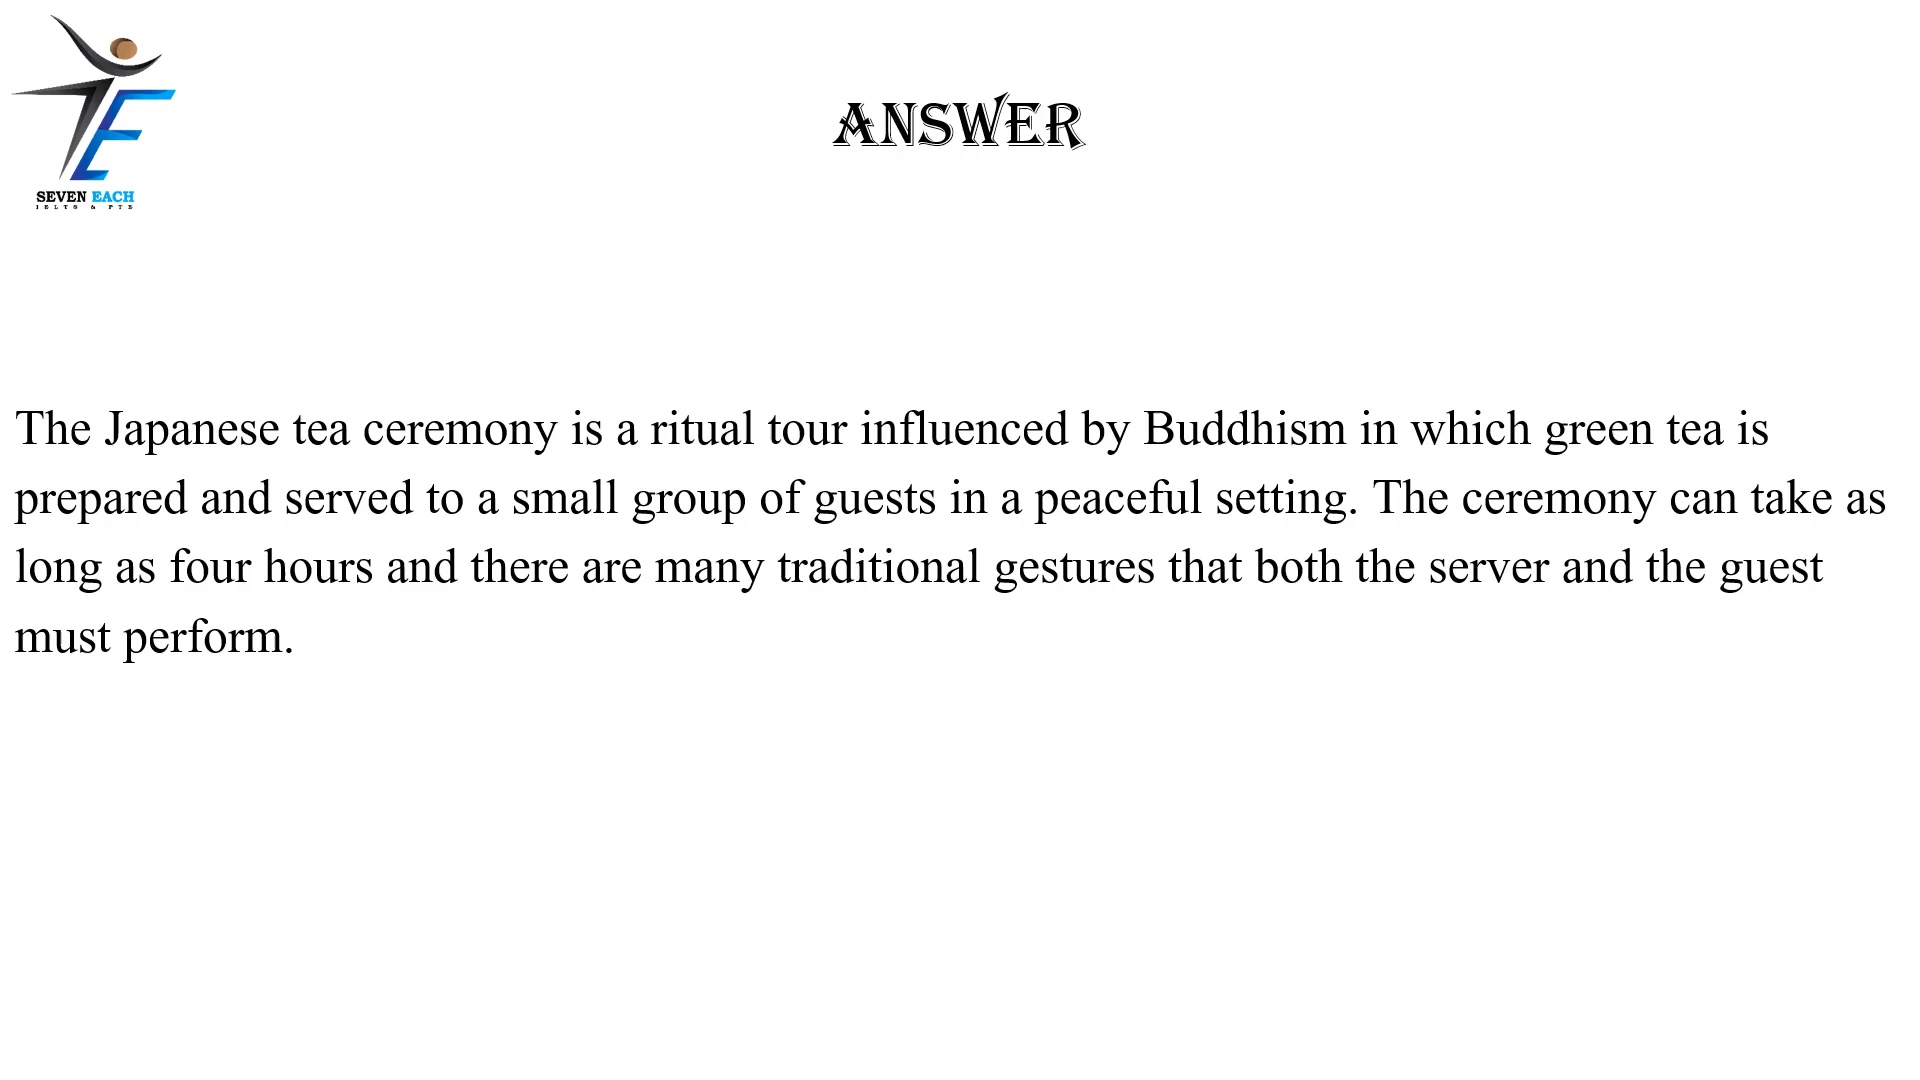 SEVEN EACH
IELTS & PTE
ANSWER
The Japanese tea ceremony is a ritual tour influenced by Buddhism in which green tea is
prepared and served to a small group of guests in a peaceful setting. The ceremony can take as
long as four hours and there are many traditional gestures that both the server and the guest
must perform.